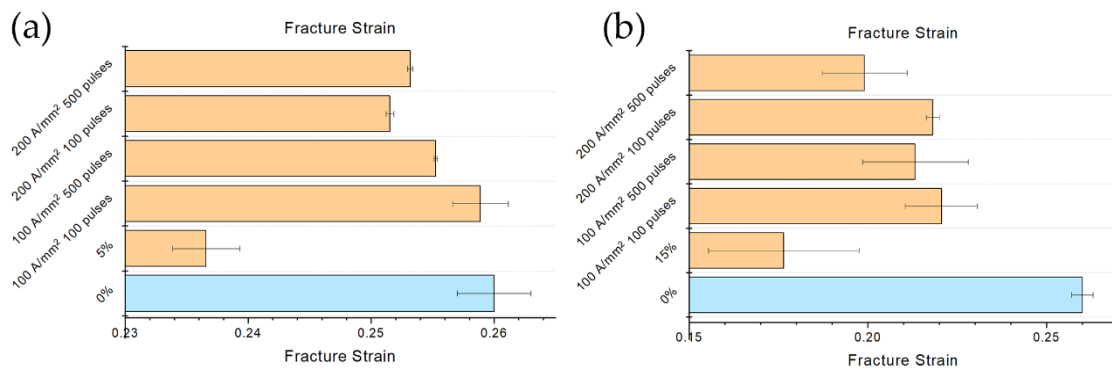 (a)
Fracture Strain
200 A/mm² 500 pulses
200 A/mm² 100 pulses
100 A/mm² 500 pulses
100 A/mm² 100 pulses
5%
0%
0.23
0.24
0.25
0.26
Fracture Strain
(b)
Fracture Strain
200 A/mm² 500 pulses
200 A/mm² 100 pulses
100 A/mm² 500 pulses
100 A/mm² 100 pulses
15%
0%
0.15
0.20
0.25
Fracture Strain